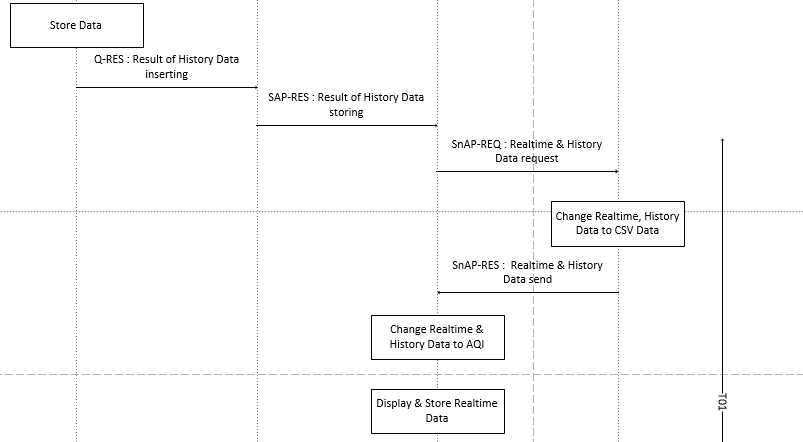 Store Data
Q-RES : Result of History Data
inserting
SAP-RES : Result of History Data
storing
SnAP-REQ : Realtime & History
Data request
Change Realtime, History
Data to CSV Data
SnAP-RES :  Realtime & History
Data send
Change Realtime &
History Data to AQI
Display & Store Realtime
Data
T01